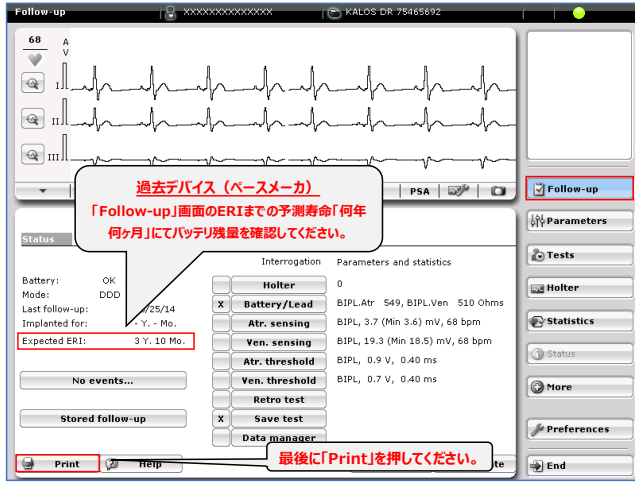 Follow-up XXXXXXXXXXXXXX KALOS DR 75465692
68 A
V
I
II
III
PSA
過去デバイス（ペースメーカ）
「Follow-up」画面のERIまでの予測寿命「何年
何ヶ月」にてバッテリ残量を確認してください。
Status
Battery: OK
Mode: DDD
Last follow-up: /25/14
Implanted for: - Y. - Mo.
Expected ERI: 3 Y. 10 Mo.
No events...
Stored follow-up
Print Help
Interrogation Parameters and statistics
Holter 0
X Battery/Lead BIPL.Atr 549, BIPL.Ven 510 Ohms
Atr. sensing BIPL, 3.7 (Min 3.6) mV, 68 bpm
Ven. sensing BIPL, 19.3 (Min 18.5) mV, 68 bpm
Atr. threshold BIPL, 0.9 V, 0.40 ms
Ven. threshold BIPL, 0.7 V, 0.40 ms
Retro test
X Save test
Data manager
最後に「Print」を押してください。
Follow-up
Parameters
Tests
Holter
Statistics
Status
More
Preferences
End